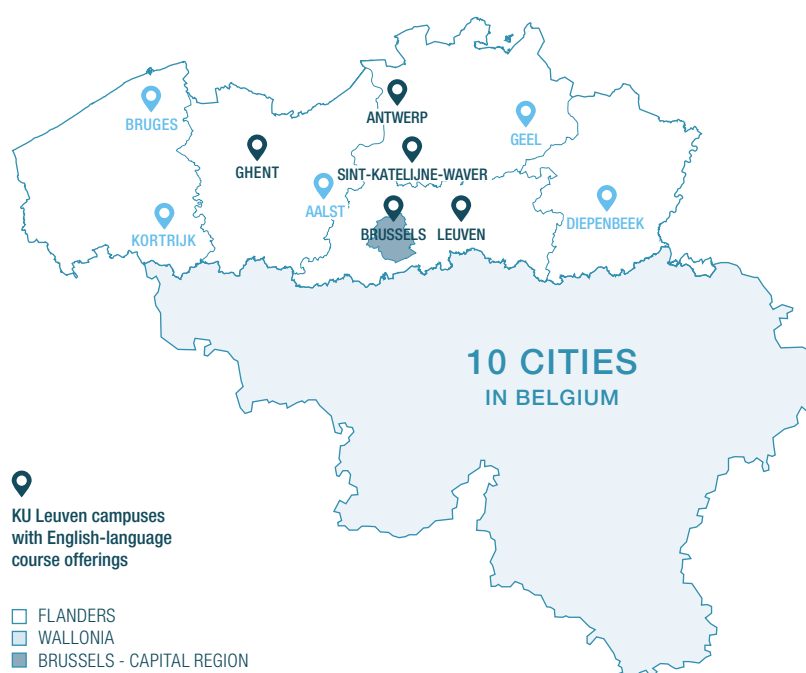 ANTWERP
BRUGES
GEEL
GHENT
SINT-KATELIJNE-WAVER
AALST
DIEPENBEEK
KORTRIJK
BRUSSELS
LEUVEN
10 CITIES
IN BELGIUM
KU Leuven campuses
with English-language
course offerings
FLANDERS
WALLONIA
BRUSSELS - CAPITAL REGION